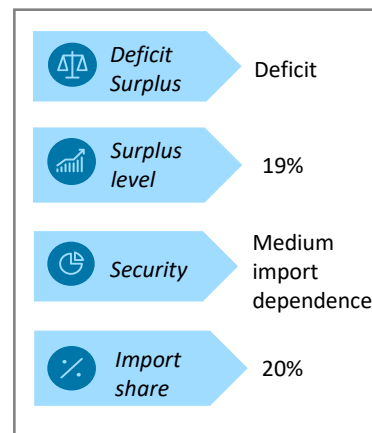 Deficit
Surplus
Deficit
Surplus
level
19%
Security
Medium
import
dependence
Import
share
20%